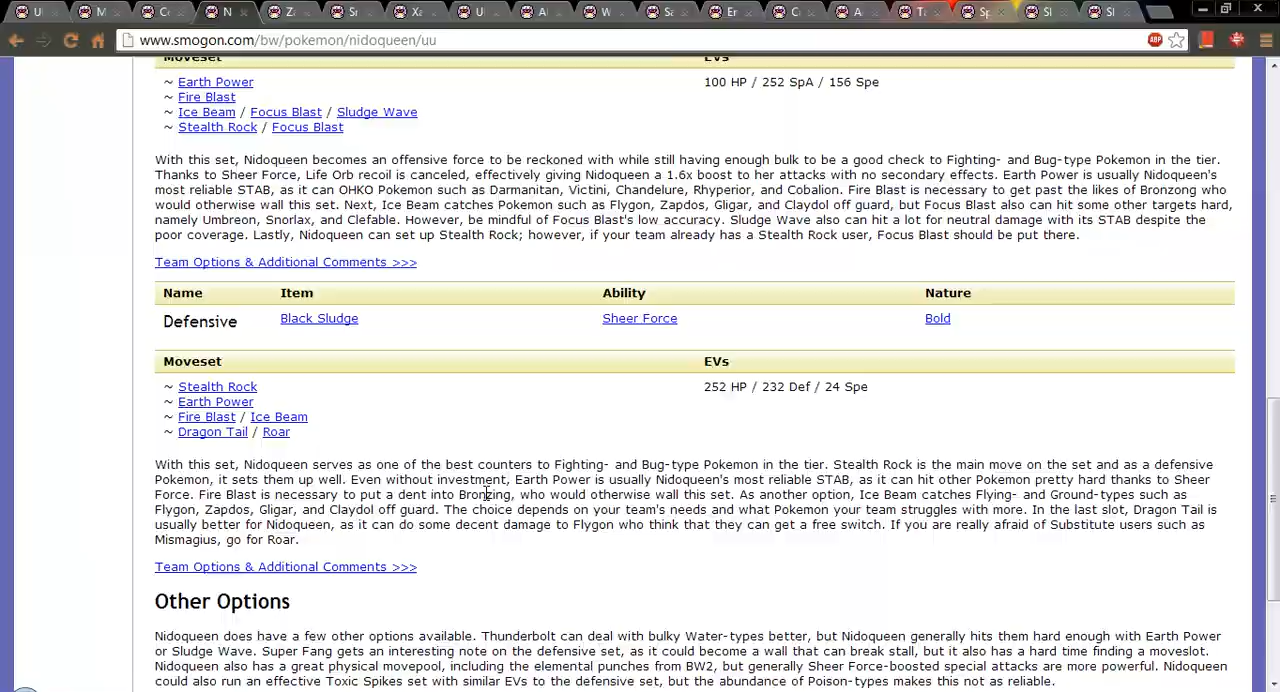 U M Co N Za Sn Xa U Al W Sa En C A Ti Sp Sl Sl
www.smogon.com/bw/pokemon/nidoqueen/uu ABP
Moveset EVs
~ Earth Power 100 HP / 252 SpA / 156 Spe
~ Fire Blast
~ Ice Beam / Focus Blast / Sludge Wave
~ Stealth Rock / Focus Blast
With this set, Nidoqueen becomes an offensive force to be reckoned with while still having enough bulk to be a good check to Fighting- and Bug-type Pokemon in the tier.
Thanks to Sheer Force, Life Orb recoil is canceled, effectively giving Nidoqueen a 1.6x boost to her attacks with no secondary effects. Earth Power is usually Nidoqueen's
most reliable STAB, as it can OHKO Pokemon such as Darmanitan, Victini, Chandelure, Rhyperior, and Cobalion. Fire Blast is necessary to get past the likes of Bronzong who
would otherwise wall this set. Next, Ice Beam catches Pokemon such as Flygon, Zapdos, Gligar, and Claydol off guard, but Focus Blast also can hit some other targets hard,
namely Umbreon, Snorlax, and Clefable. However, be mindful of Focus Blast's low accuracy. Sludge Wave also can hit a lot for neutral damage with its STAB despite the
poor coverage. Lastly, Nidoqueen can set up Stealth Rock; however, if your team already has a Stealth Rock user, Focus Blast should be put there.
Team Options & Additional Comments >>>
Name Item Ability Nature
Defensive Black Sludge Sheer Force Bold
Moveset EVs
~ Stealth Rock 252 HP / 232 Def / 24 Spe
~ Earth Power
~ Fire Blast / Ice Beam
~ Dragon Tail / Roar
With this set, Nidoqueen serves as one of the best counters to Fighting- and Bug-type Pokemon in the tier. Stealth Rock is the main move on the set and as a defensive
Pokemon, it sets them up well. Even without investment, Earth Power is usually Nidoqueen's most reliable STAB, as it can hit other Pokemon pretty hard thanks to Sheer
Force. Fire Blast is necessary to put a dent into Bronzong, who would otherwise wall this set. As another option, Ice Beam catches Flying- and Ground-types such as
Flygon, Zapdos, Gligar, and Claydol off guard. The choice depends on your team's needs and what Pokemon your team struggles with more. In the last slot, Dragon Tail is
usually better for Nidoqueen, as it can do some decent damage to Flygon who think that they can get a free switch. If you are really afraid of Substitute users such as
Mismagius, go for Roar.
Team Options & Additional Comments >>>
Other Options
Nidoqueen does have a few other options available. Thunderbolt can deal with bulky Water-types better, but Nidoqueen generally hits them hard enough with Earth Power
or Sludge Wave. Super Fang gets an interesting note on the defensive set, as it could become a wall that can break stall, but it also has a hard time finding a moveslot.
Nidoqueen also has a great physical movepool, including the elemental punches from BW2, but generally Sheer Force-boosted special attacks are more powerful. Nidoqueen
could also run an effective Toxic Spikes set with similar EVs to the defensive set, but the abundance of Poison-types makes this not as reliable.